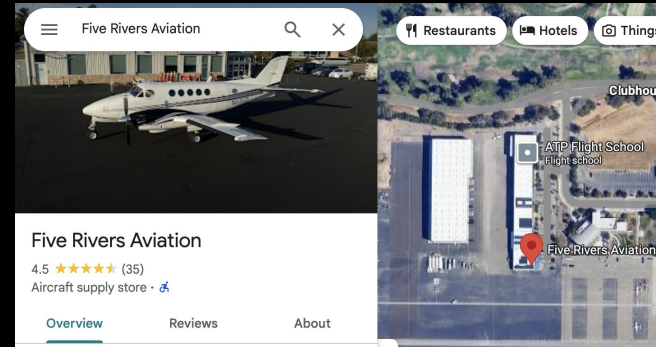 Five Rivers Aviation
Restaurants
Hotels
Things
Clubhou
ATP Flight School
Flight school
Five Rivers Aviation
Five Rivers Aviation
4.5 (35)
Aircraft supply store ·
Overview Reviews About